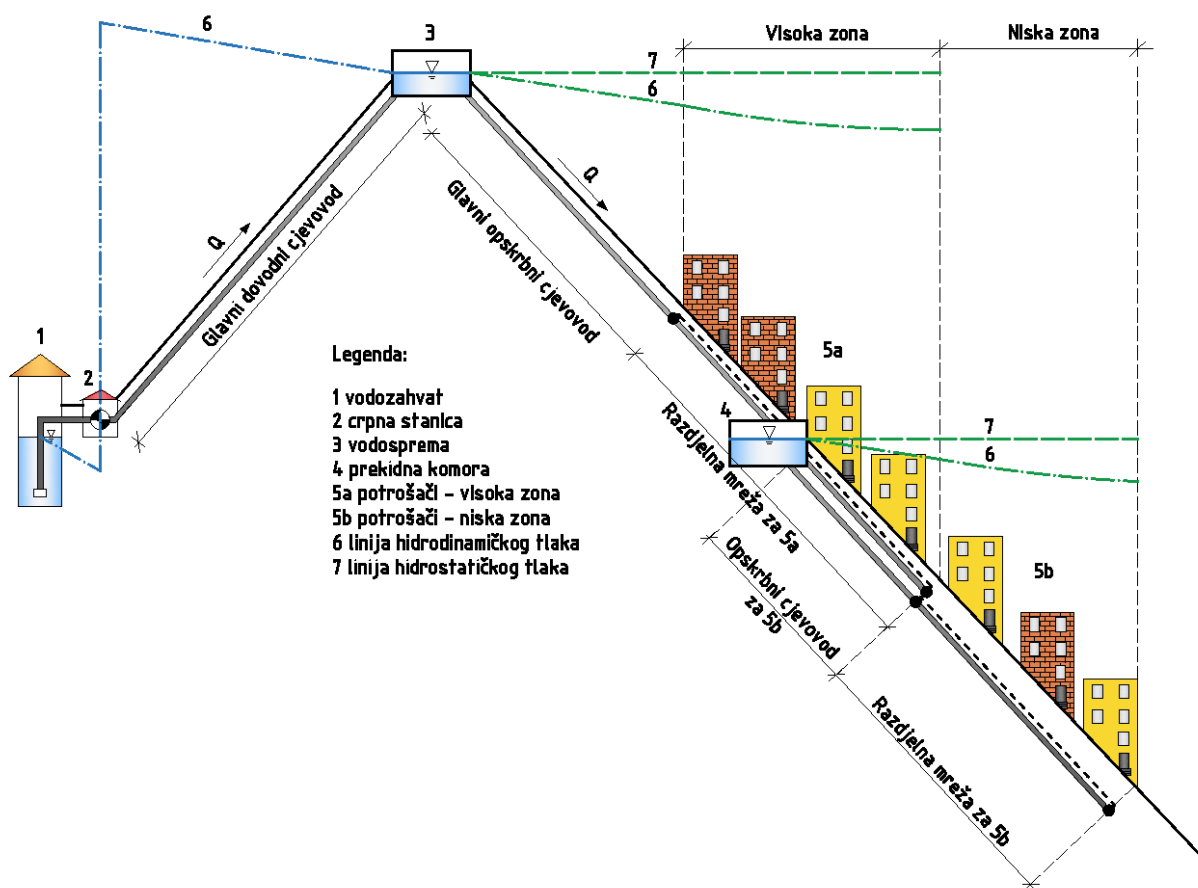 6
3
Visoka zona
Niska zona
7
6
Q
Q
Glavni dovodni cjevovod
Glavni opskrbni cjevovod
1
2
5a
Legenda:
1 vodozahvat
2 crpna stanica
3 vodosprema
4 prekidna komora
5a potrošači – visoka zona
5b potrošači – niska zona
6 linija hidrodinamičkog tlaka
7 linija hidrostatičkog tlaka
4
7
6
Razdjelna mreža za 5a
Opskrbni cjevovod
za 5b
5b
Razdjelna mreža za 5b